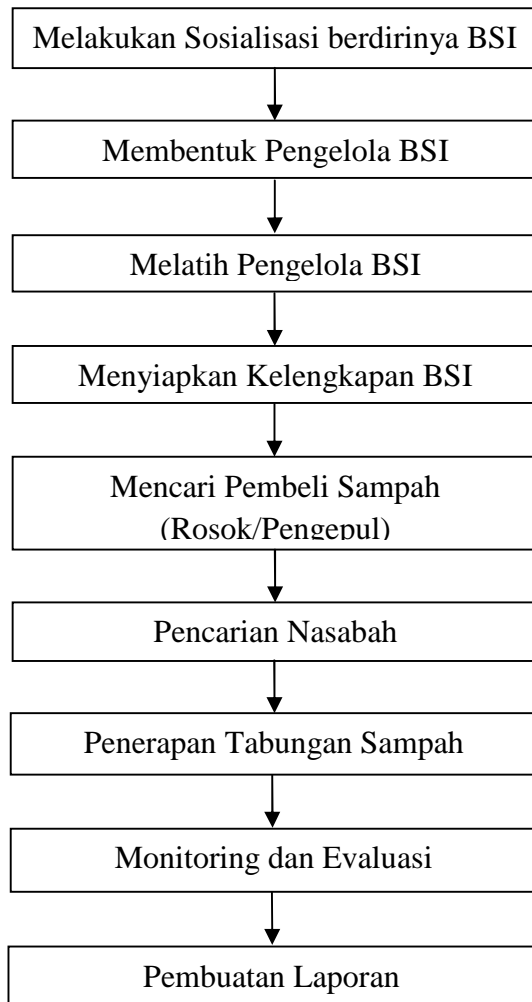 Melakukan Sosialisasi berdirinya BSI
Membentuk Pengelola BSI
Melatih Pengelola BSI
Menyiapkan Kelengkapan BSI
Mencari Pembeli Sampah
(Rosok/Pengepul)
Pencarian Nasabah
Penerapan Tabungan Sampah
Monitoring dan Evaluasi
Pembuatan Laporan